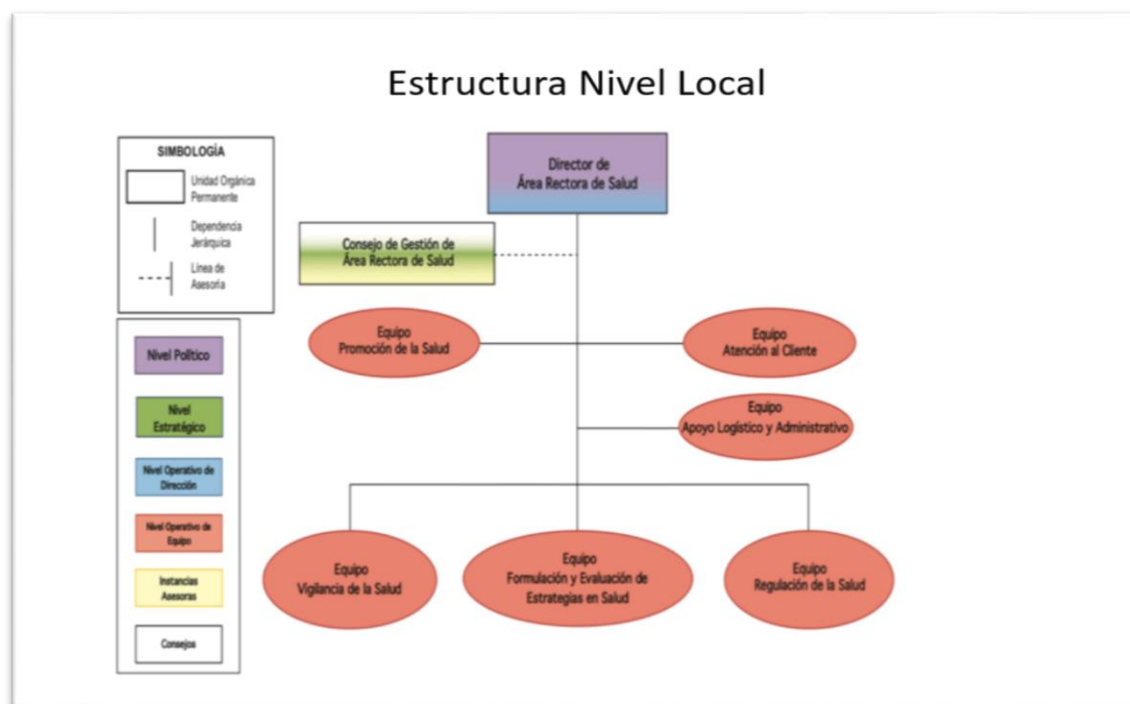 Estructura Nivel Local
SIMBOLOGÍA
Unidad Orgánica
Permanente
Dependencia
Jerárquica
Línea de
Asesoría
Nivel Político
Nivel
Estratégico
Nivel Operativo de
Dirección
Nivel Operativo de
Equipo
Instancias
Asesoras
Consejos
Director de
Área Rectora de Salud
Consejo de Gestión de
Área Rectora de Salud
Equipo
Promoción de la Salud
Equipo
Atención al Cliente
Equipo
Apoyo Logístico y Administrativo
Equipo
Vigilancia de la Salud
Equipo
Formulación y Evaluación de
Estrategias en Salud
Equipo
Regulación de la Salud